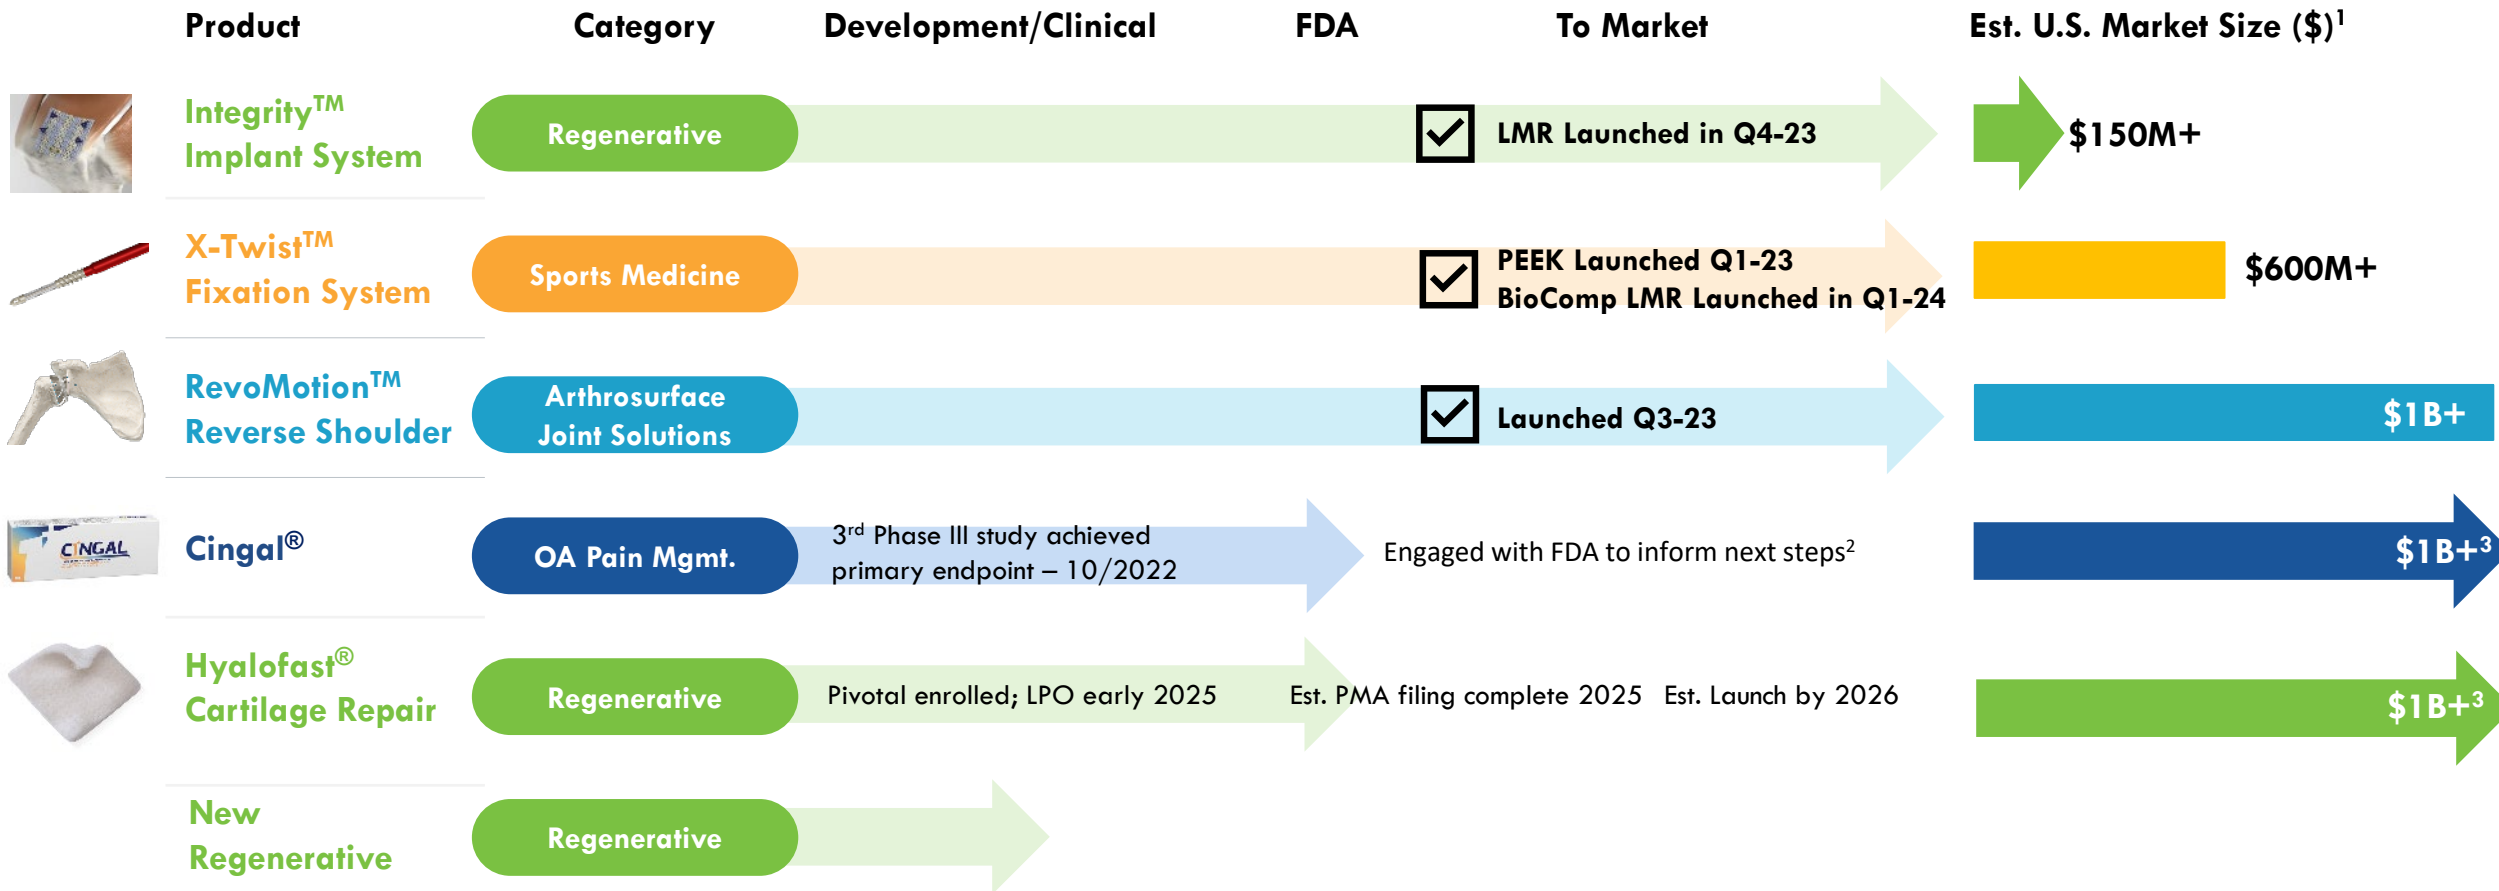 Product Category Development/Clinical FDA To Market Est. U.S. Market Size ($)¹
Integrity™
Implant System
Regenerative
LMR Launched in Q4-23
$150M+
X-Twist™
Fixation System
Sports Medicine
PEEK Launched Q1-23
BioComp LMR Launched in Q1-24
$600M+
RevoMotion™
Reverse Shoulder
Arthrosurface
Joint Solutions
Launched Q3-23
$1B+
CINGAL
Cingal®
OA Pain Mgmt.
3rd Phase III study achieved
primary endpoint – 10/2022
Engaged with FDA to inform next steps²
$1B+³
Hyalofast®
Cartilage Repair
Regenerative
Pivotal enrolled; LPO early 2025
Est. PMA filing complete 2025
Est. Launch by 2026
$1B+³
New
Regenerative
Regenerative